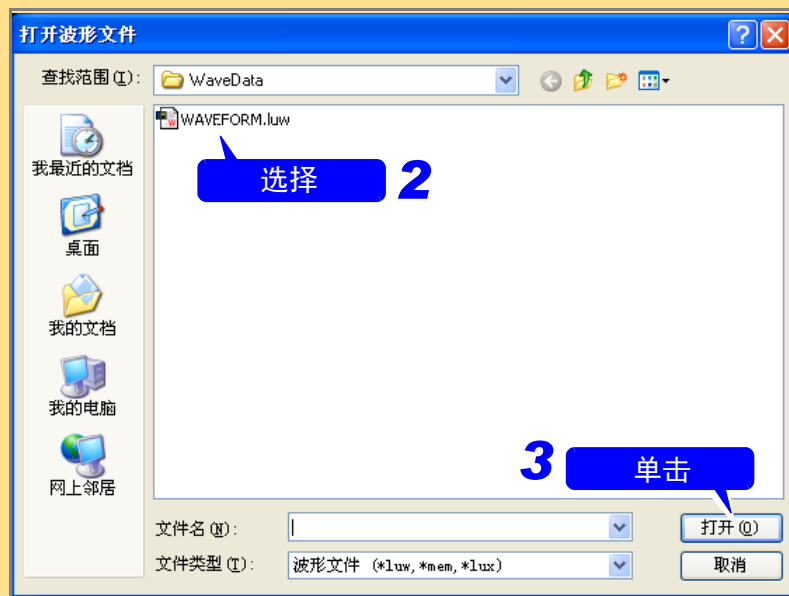 打开波形文件
查找范围(I): WaveData
WAVEFORM.luw
选择 2
我最近的文档
桌面
我的文档
我的电脑
网上邻居
3 单击
文件名(N): 打开(O)
文件类型(T): 波形文件 (*luw,*mem,*lux) 取消